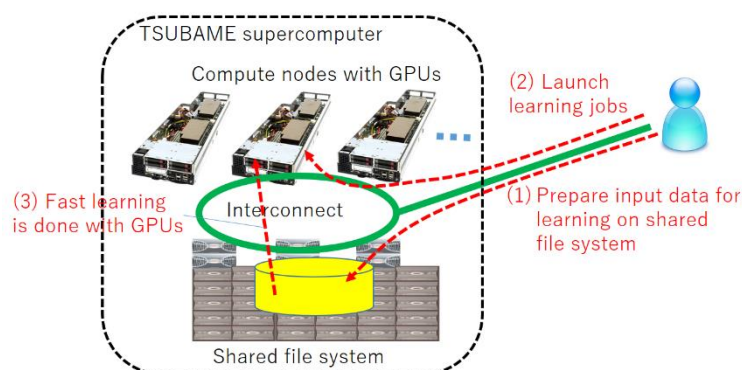 TSUBAME supercomputer
Compute nodes with GPUs
(2) Launch
learning jobs
(3) Fast learning
is done with GPUs
Interconnect
(1) Prepare input data for
learning on shared
file system
Shared file system